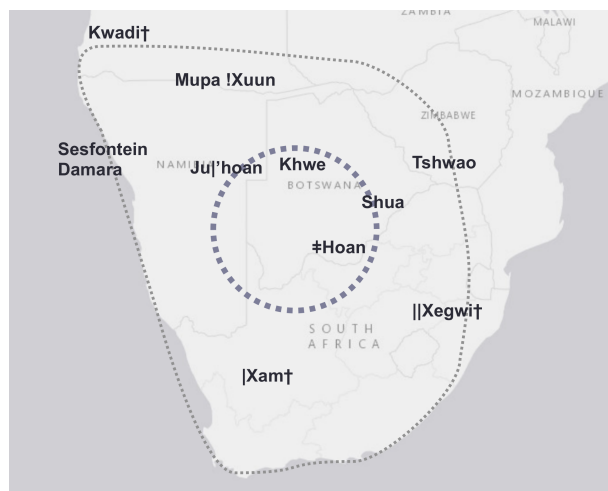 ZAMBIA
MALAWI
Kwadi†
Mupa !Xuun
MOZAMBIQUE
ZIMBABWE
Sesfontein
Damara
NAMIBIA
Ju|’hoan
Khwe
BOTSWANA
Tshwao
Shua
ǂHoan
||Xegwi†
SOUTH
AFRICA
|Xam†